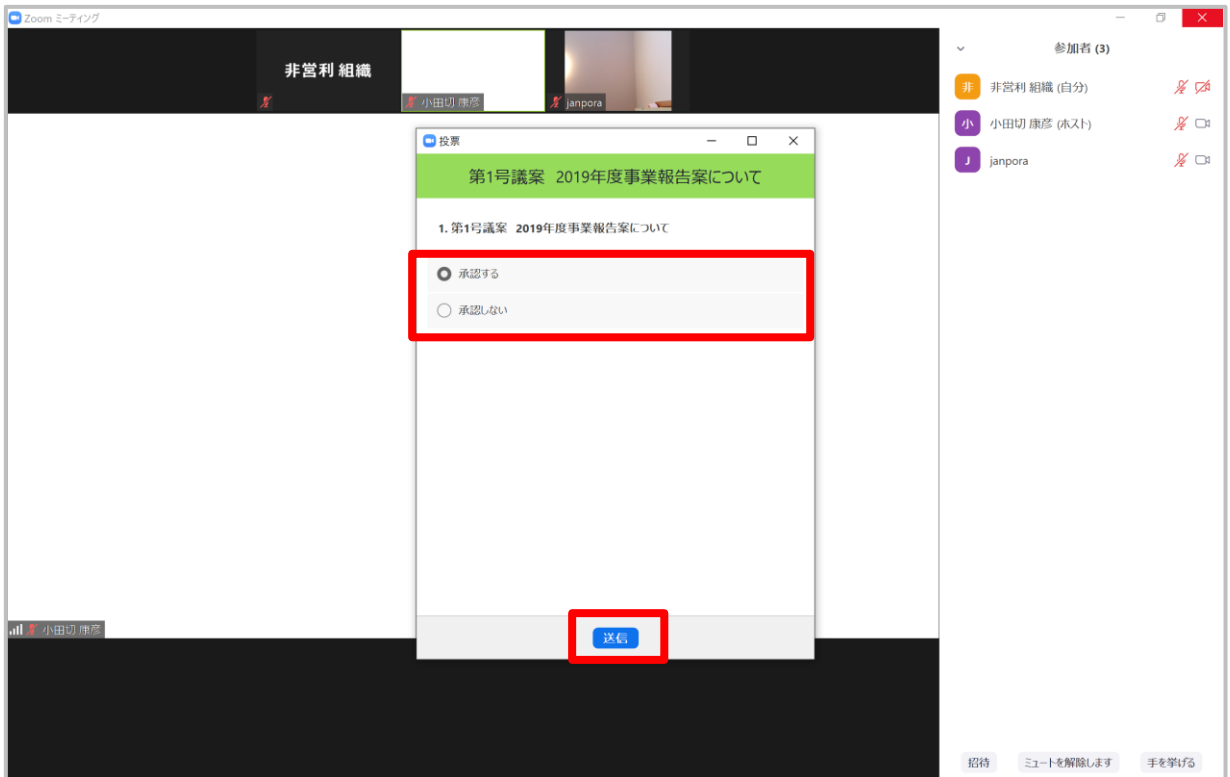 Zoom ミーティング
非営利 組織
小田切 康彦
janpora
参加者 (3)
非 非営利 組織 (自分)
小 小田切 康彦 (ホスト)
J janpora
投票
第1号議案 2019年度事業報告案について
1. 第1号議案 2019年度事業報告案について
承認する
承認しない
送信
小田切 康彦
招待 ミュートを解除します 手を挙げる